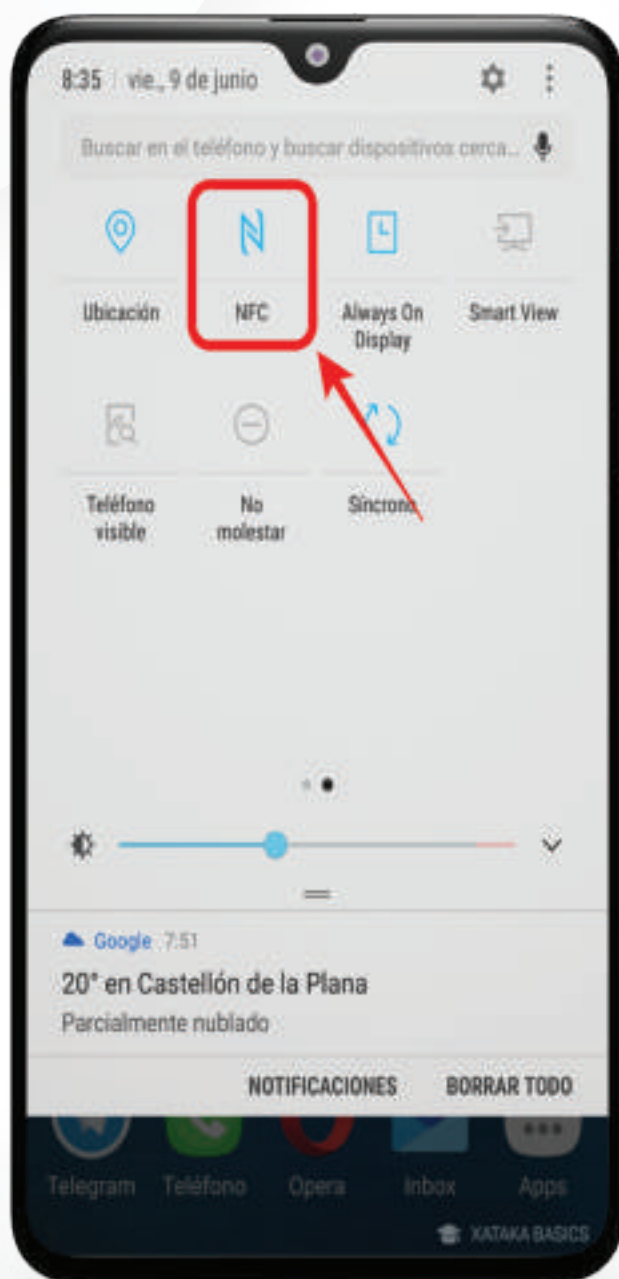 8:35 | vie., 9 de junio
Buscar en el teléfono y buscar dispositivos cerca...
Ubicación
NFC
Always On
Display
Smart View
Teléfono
visible
No
molestar
Síncrono
Google 7:51
20° en Castellón de la Plana
Parcialmente nublado
NOTIFICACIONES
BORRAR TODO
Telegram
Teléfono
Opera
Inbox
Apps
XATAKA BASICS